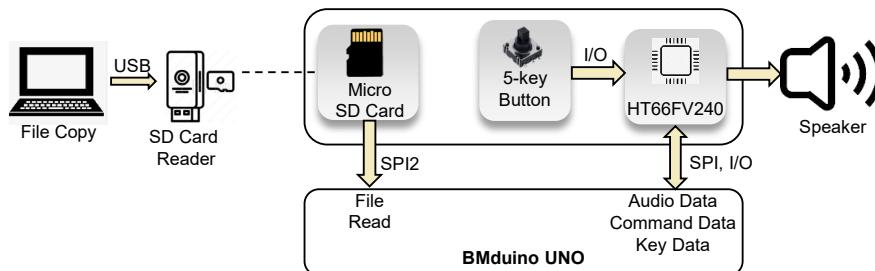 USB
File Copy
SD Card
Reader
Micro
SD Card
5-key
Button
I/O
HT66FV240
Speaker
SPI2
SPI, I/O
File
Read
Audio Data
Command Data
Key Data
BMduino UNO